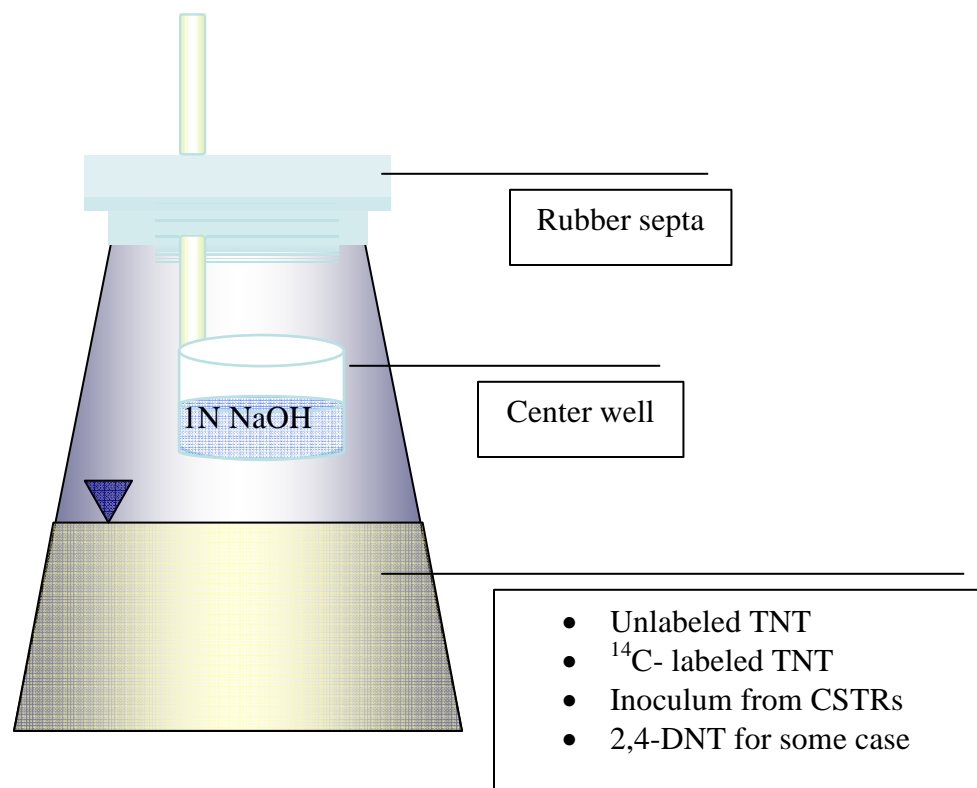 Rubber septa
1N NaOH
Center well
• Unlabeled TNT
• ¹⁴C- labeled TNT
• Inoculum from CSTRs
• 2,4-DNT for some case